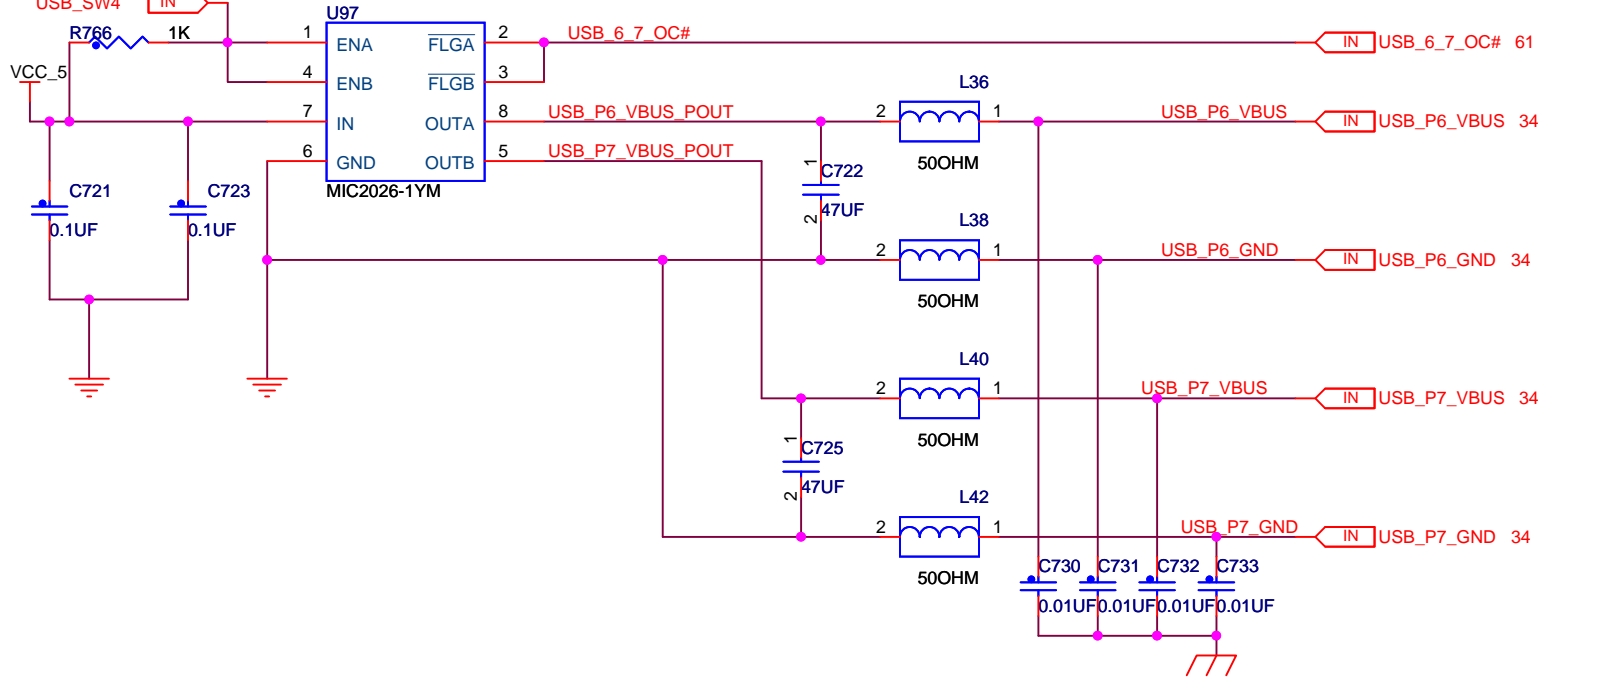 USB_SW4 IN
U97
R766 1K
VCC_5
1 ENA FLGA 2 USB_6_7_OC# IN USB_6_7_OC# 61
4 ENB FLGB 3
7 IN OUTA 8 USB_P6_VBUS_POUT 2 L36 1 USB_P6_VBUS IN USB_P6_VBUS 34
50OHM
6 GND OUTB 5 USB_P7_VBUS_POUT
MIC2026-1YM
C721
0.1UF
C723
0.1UF
1 C722
2 47UF
L38
2 1 USB_P6_GND IN USB_P6_GND 34
50OHM
L40
2 1 USB_P7_VBUS IN USB_P7_VBUS 34
50OHM
1 C725
2 47UF
L42
2 1 USB_P7_GND IN USB_P7_GND 34
50OHM
C730 C731 C732 C733
0.01UF 0.01UF 0.01UF 0.01UF